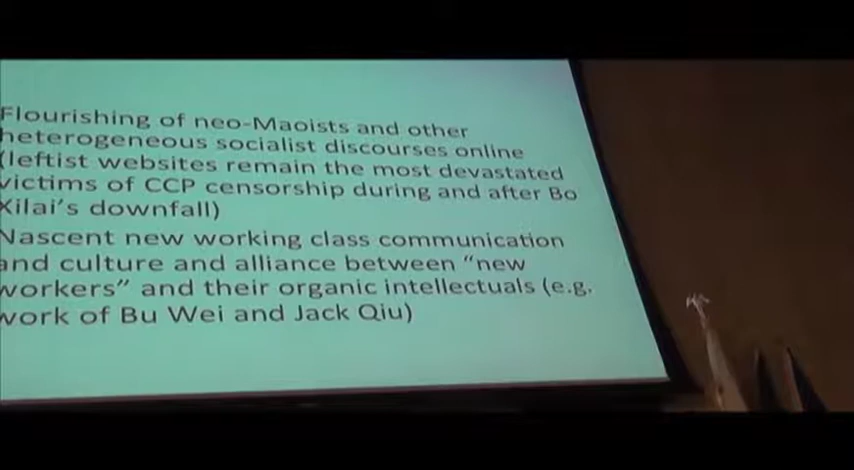 Flourishing of neo-Maoists and other
heterogeneous socialist discourses online
(leftist websites remain the most devastated
victims of CCP censorship during and after Bo
Xilai's downfall)
Nascent new working class communication
and culture and alliance between “new
workers” and their organic intellectuals (e.g.
work of Bu Wei and Jack Qiu)